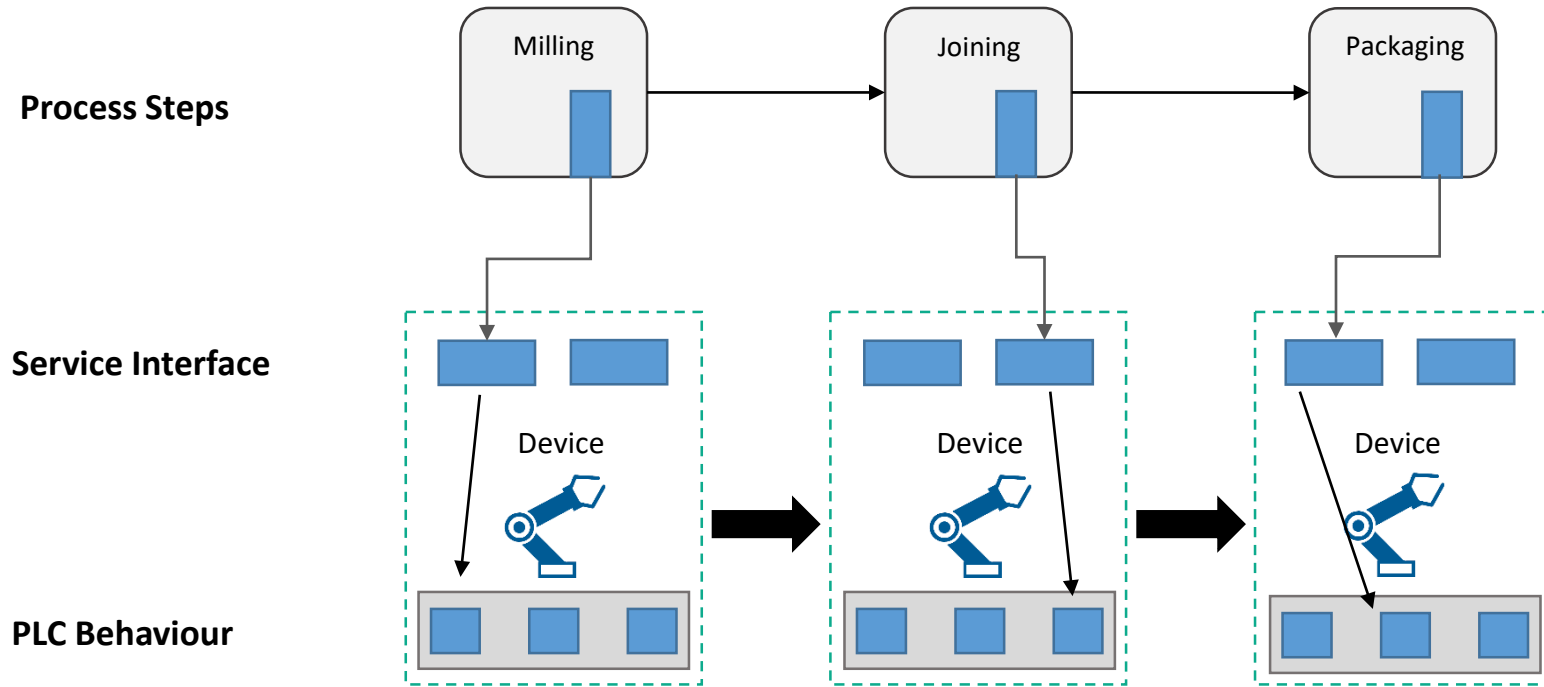 Milling
Joining
Packaging
Process Steps
Service Interface
Device
Device
Device
PLC Behaviour